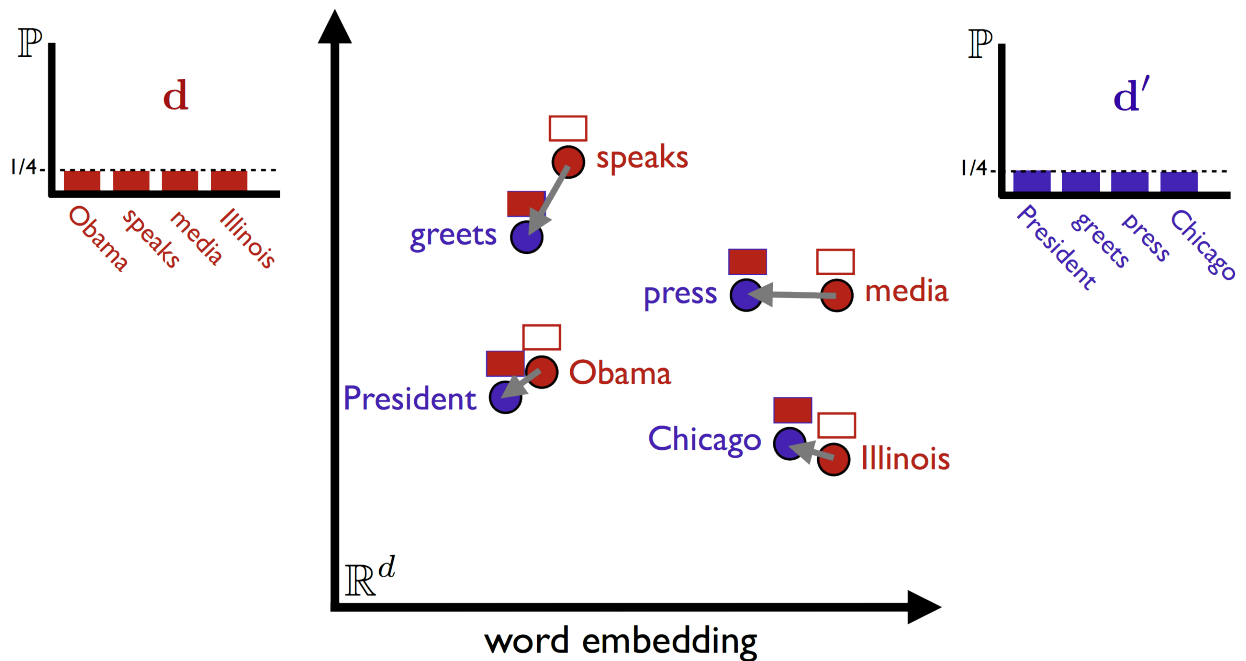 ℙ
d
1/4
Obama
speaks
media
Illinois
speaks
greets
press
media
Obama
President
Chicago
Illinois
ℝᵈ
word embedding
ℙ
d′
1/4
President
greets
press
Chicago